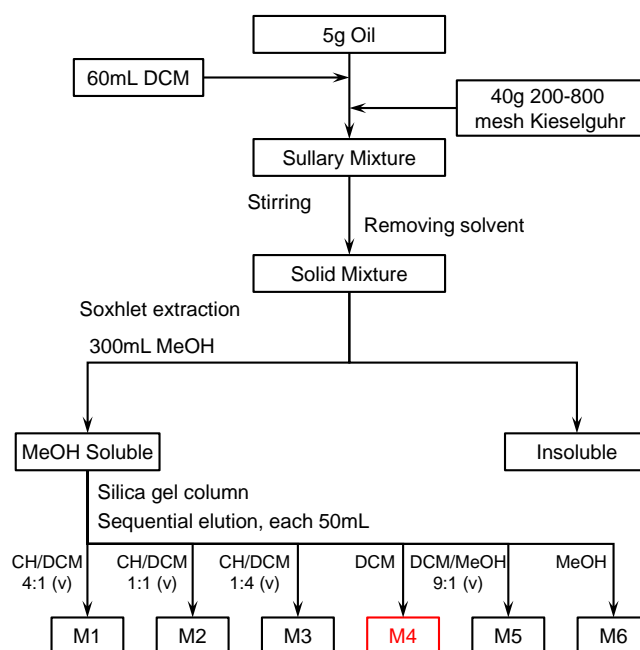 5g Oil
60mL DCM
40g 200-800
mesh Kieselguhr
Sullary Mixture
Stirring
Removing solvent
Solid Mixture
Soxhlet extraction
300mL MeOH
MeOH Soluble
Insoluble
Silica gel column
Sequential elution, each 50mL
CH/DCM
4:1 (v)
CH/DCM
1:1 (v)
CH/DCM
1:4 (v)
DCM
DCM/MeOH
9:1 (v)
MeOH
M1
M2
M3
M4
M5
M6